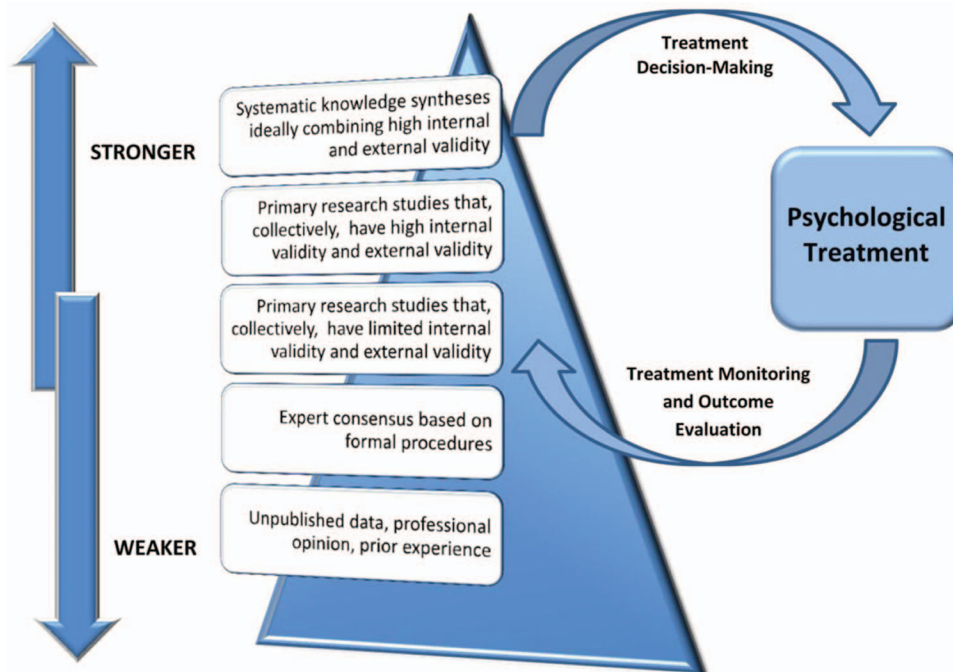 Treatment
Decision-Making
Systematic knowledge syntheses
ideally combining high internal
and external validity
STRONGER
Primary research studies that,
collectively, have high internal
validity and external validity
Psychological
Treatment
Primary research studies that,
collectively, have limited internal
validity and external validity
Treatment Monitoring
and Outcome
Evaluation
Expert consensus based on
formal procedures
Unpublished data, professional
opinion, prior experience
WEAKER